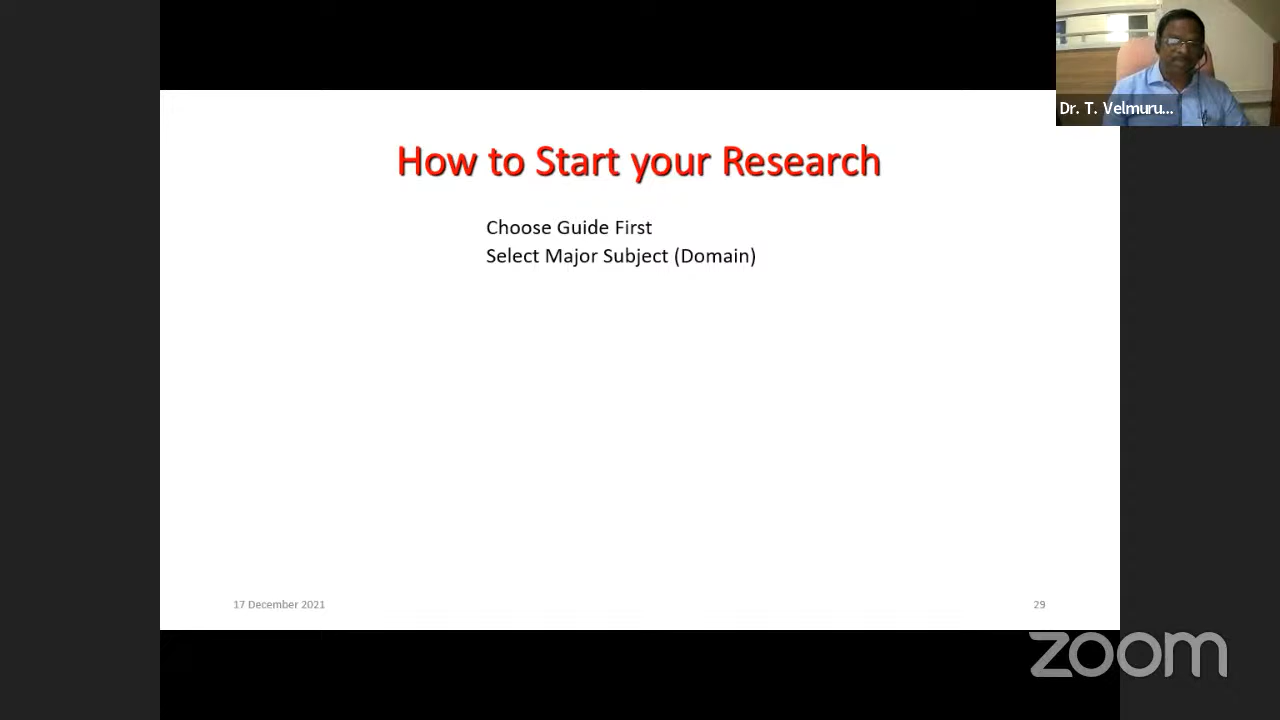 Dr. T. Velmuru...
How to Start your Research
Choose Guide First
Select Major Subject (Domain)
17 December 2021
29
zoom